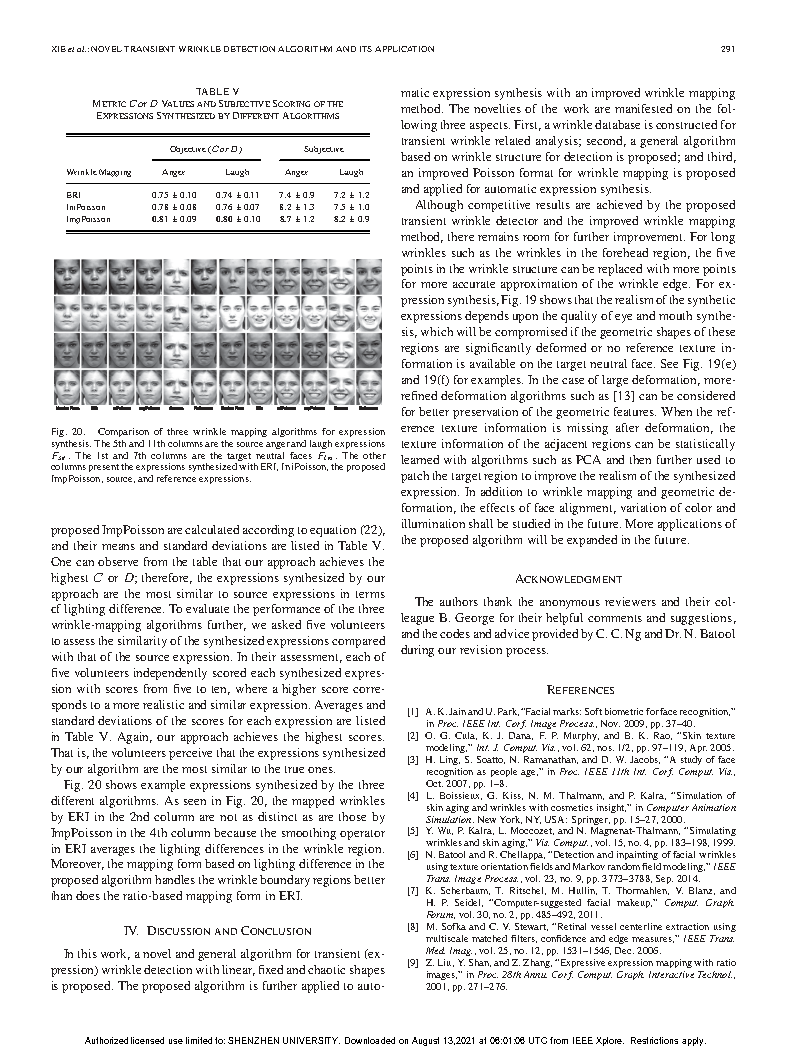 XIE et al.: NOVEL TRANSIENT WRINKLE DETECTION ALGORITHM AND ITS APPLICATION
291
TABLE V
METRIC C or D VALUES AND SUBJECTIVE SCORING OF THE
EXPRESSIONS SYNTHESIZED BY DIFFERENT ALGORITHMS
Objective (C or D) Subjective
Wrinkle Mapping Anger Laugh Anger Laugh
ERI 0.75 ± 0.10 0.74 ± 0.11 7.4 ± 0.9 7.2 ± 1.2
IniPoisson 0.78 ± 0.08 0.76 ± 0.07 8.2 ± 1.3 7.5 ± 1.0
ImpPoisson 0.81 ± 0.09 0.80 ± 0.10 8.7 ± 1.2 8.2 ± 0.9
Fig. 20. Comparison of three wrinkle mapping algorithms for expression
synthesis. The 5th and 11th columns are the source anger and laugh expressions
. The 1st and 7th columns are the target neutral faces . The other
columns present the expressions synthesized with ERI, IniPoisson, the proposed
ImpPoisson, source, and reference expressions.
proposed ImpPoisson are calculated according to equation (22),
and their means and standard deviations are listed in Table V.
One can observe from the table that our approach achieves the
highest C or D; therefore, the expressions synthesized by our
approach are the most similar to source expressions in terms
of lighting difference. To evaluate the performance of the three
wrinkle-mapping algorithms further, we asked five volunteers
to assess the similarity of the synthesized expressions compared
with that of the source expression. In their assessment, each of
five volunteers independently scored each synthesized expres-
sion with scores from five to ten, where a higher score corre-
sponds to a more realistic and similar expression. Averages and
standard deviations of the scores for each expression are listed
in Table V. Again, our approach achieves the highest scores.
That is, the volunteers perceive that the expressions synthesized
by our algorithm are the most similar to the true ones.
Fig. 20 shows example expressions synthesized by the three
different algorithms. As seen in Fig. 20, the mapped wrinkles
by ERI in the 2nd column are not as distinct as are those by
ImpPoisson in the 4th column because the smoothing operator
in ERI averages the lighting differences in the wrinkle region.
Moreover, the mapping form based on lighting difference in the
proposed algorithm handles the wrinkle boundary regions better
than does the ratio-based mapping form in ERI.
IV. DISCUSSION AND CONCLUSION
In this work, a novel and general algorithm for transient (ex-
pression) wrinkle detection with linear, fixed and chaotic shapes
is proposed. The proposed algorithm is further applied to auto-
matic expression synthesis with an improved wrinkle mapping
method. The novelties of the work are manifested on the fol-
lowing three aspects. First, a wrinkle database is constructed for
transient wrinkle related analysis; second, a general algorithm
based on wrinkle structure for detection is proposed; and third,
an improved Poisson format for wrinkle mapping is proposed
and applied for automatic expression synthesis.
Although competitive results are achieved by the proposed
transient wrinkle detector and the improved wrinkle mapping
method, there remains room for further improvement. For long
wrinkles such as the wrinkles in the forehead region, the five
points in the wrinkle structure can be replaced with more points
for more accurate approximation of the wrinkle edge. For ex-
pression synthesis, Fig. 19 shows that the realism of the synthetic
expressions depends upon the quality of eye and mouth synthe-
sis, which will be compromised if the geometric shapes of these
regions are significantly deformed or no reference texture in-
formation is available on the target neutral face. See Fig. 19(e)
and 19(f) for examples. In the case of large deformation, more-
refined deformation algorithms such as [13] can be considered
for better preservation of the geometric features. When the ref-
erence texture information is missing after deformation, the
texture information of the adjacent regions can be statistically
learned with algorithms such as PCA and then further used to
patch the target region to improve the realism of the synthesized
expression. In addition to wrinkle mapping and geometric de-
formation, the effects of face alignment, variation of color and
illumination shall be studied in the future. More applications of
the proposed algorithm will be expanded in the future.
ACKNOWLEDGMENT
The authors thank the anonymous reviewers and their col-
league B. George for their helpful comments and suggestions,
and the codes and advice provided by C. C. Ng and Dr. N. Batool
during our revision process.
REFERENCES
[1] A. K. Jain and U. Park, “Facial marks: Soft biometric for face recognition,”
in Proc. IEEE Int. Conf. Image Process., Nov. 2009, pp. 37–40.
[2] O. G. Cula, K. J. Dana, F. P. Murphy, and B. K. Rao, “Skin texture
modeling,” Int. J. Comput. Vis., vol. 62, nos. 1/2, pp. 97–119, Apr. 2005.
[3] H. Ling, S. Soatto, N. Ramanathan, and D. W. Jacobs, “A study of face
recognition as people age,” in Proc. IEEE 11th Int. Conf. Comput. Vis.,
Oct. 2007, pp. 1–8.
[4] L. Boissieux, G. Kiss, N. M. Thalmann, and P. Kalra, “Simulation of
skin aging and wrinkles with cosmetics insight,” in Computer Animation
Simulation. New York, NY, USA: Springer, pp. 15–27, 2000.
[5] Y. Wu, P. Kalra, L. Moccozet, and N. Magnenat-Thalmann, “Simulating
wrinkles and skin aging,” Vis. Comput., vol. 15, no. 4, pp. 183–198, 1999.
[6] N. Batool and R. Chellappa, “Detection and inpainting of facial wrinkles
using texture orientation fields and Markov random field modeling,” IEEE
Trans. Image Process., vol. 23, no. 9, pp. 3773–3788, Sep. 2014.
[7] K. Scherbaum, T. Ritschel, M. Hullin, T. Thormahlen, V. Blanz, and
H. P. Seidel, “Computer-suggested facial makeup,” Comput. Graph.
Forum, vol. 30, no. 2, pp. 485–492, 2011.
[8] M. Sofka and C. V. Stewart, “Retinal vessel centerline extraction using
multiscale matched filters, confidence and edge measures,” IEEE Trans.
Med. Imag., vol. 25, no. 12, pp. 1531–1546, Dec. 2006.
[9] Z. Liu, Y. Shan, and Z. Zhang, “Expressive expression mapping with ratio
images,” in Proc. 28th Annu. Conf. Comput. Graph. Interactive Technol.,
2001, pp. 271–276.
Authorized licensed use limited to: SHENZHEN UNIVERSITY. Downloaded on August 13,2021 at 08:01:08 UTC from IEEE Xplore. Restrictions apply.